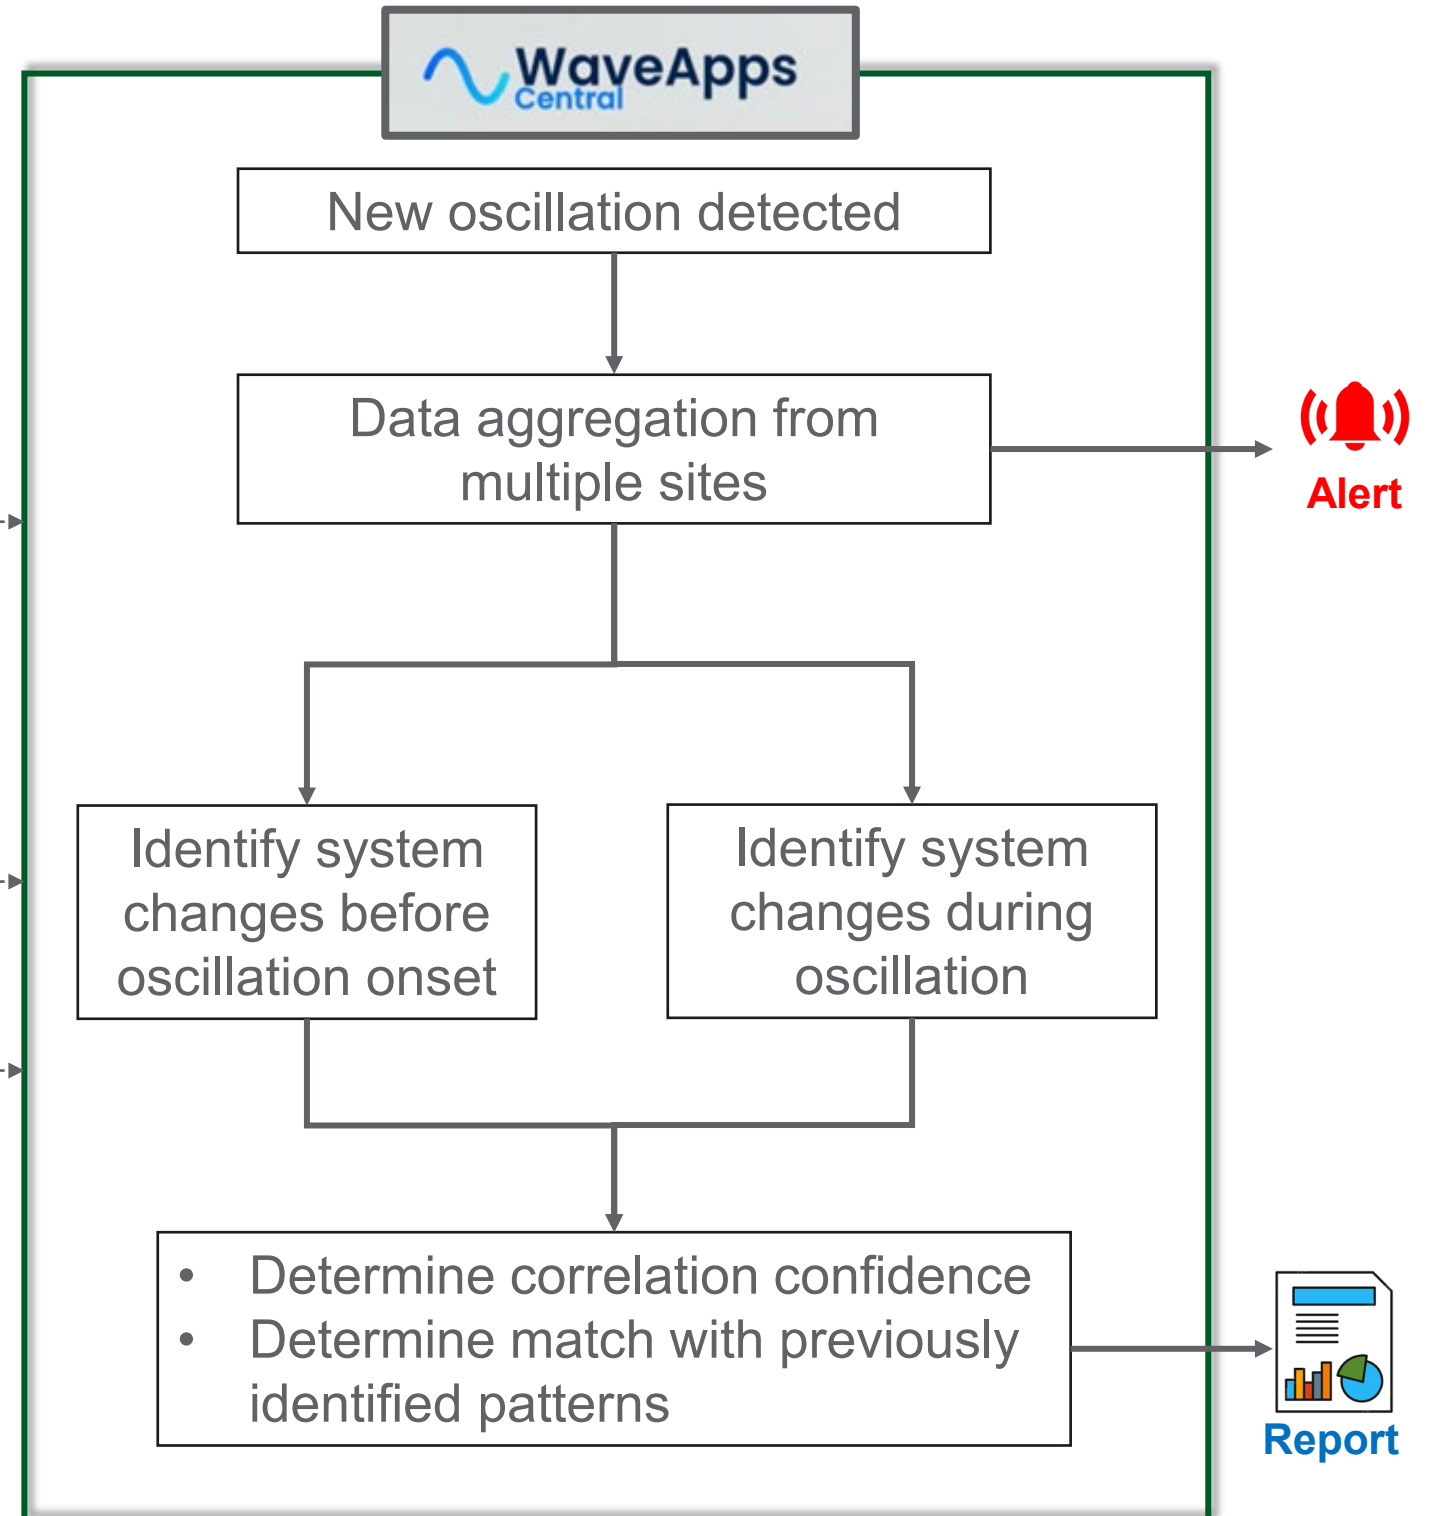 WaveApps
Central
New oscillation detected
Data aggregation from
multiple sites
Alert
Identify system
changes before
oscillation onset
Identify system
changes during
oscillation
• Determine correlation confidence
• Determine match with previously
identified patterns
Report